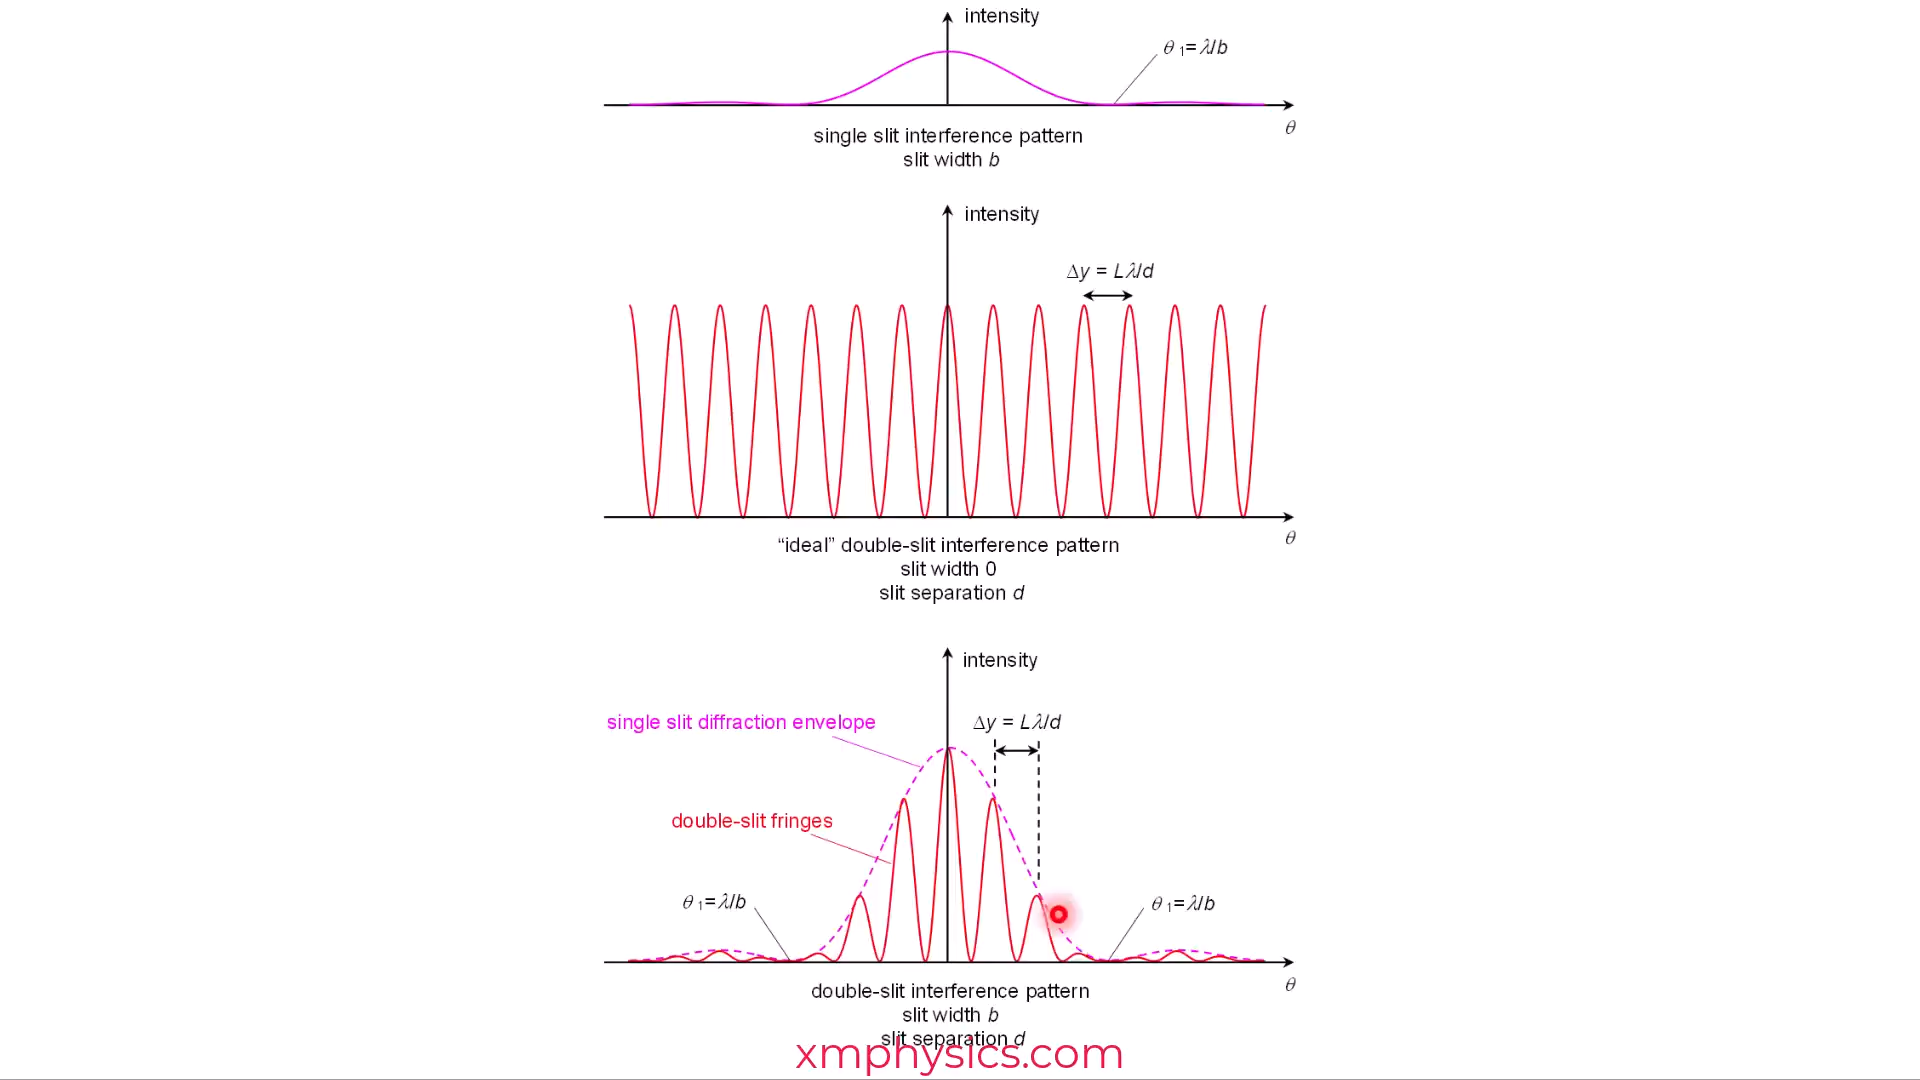 intensity
θ 1=λ/b
θ
single slit interference pattern
slit width b
intensity
Δy = Lλ/d
θ
“ideal” double-slit interference pattern
slit width 0
slit separation d
intensity
single slit diffraction envelope
Δy = Lλ/d
double-slit fringes
θ 1=λ/b
θ 1=λ/b
θ
double-slit interference pattern
slit width b
slit separation d
xmphysics.com